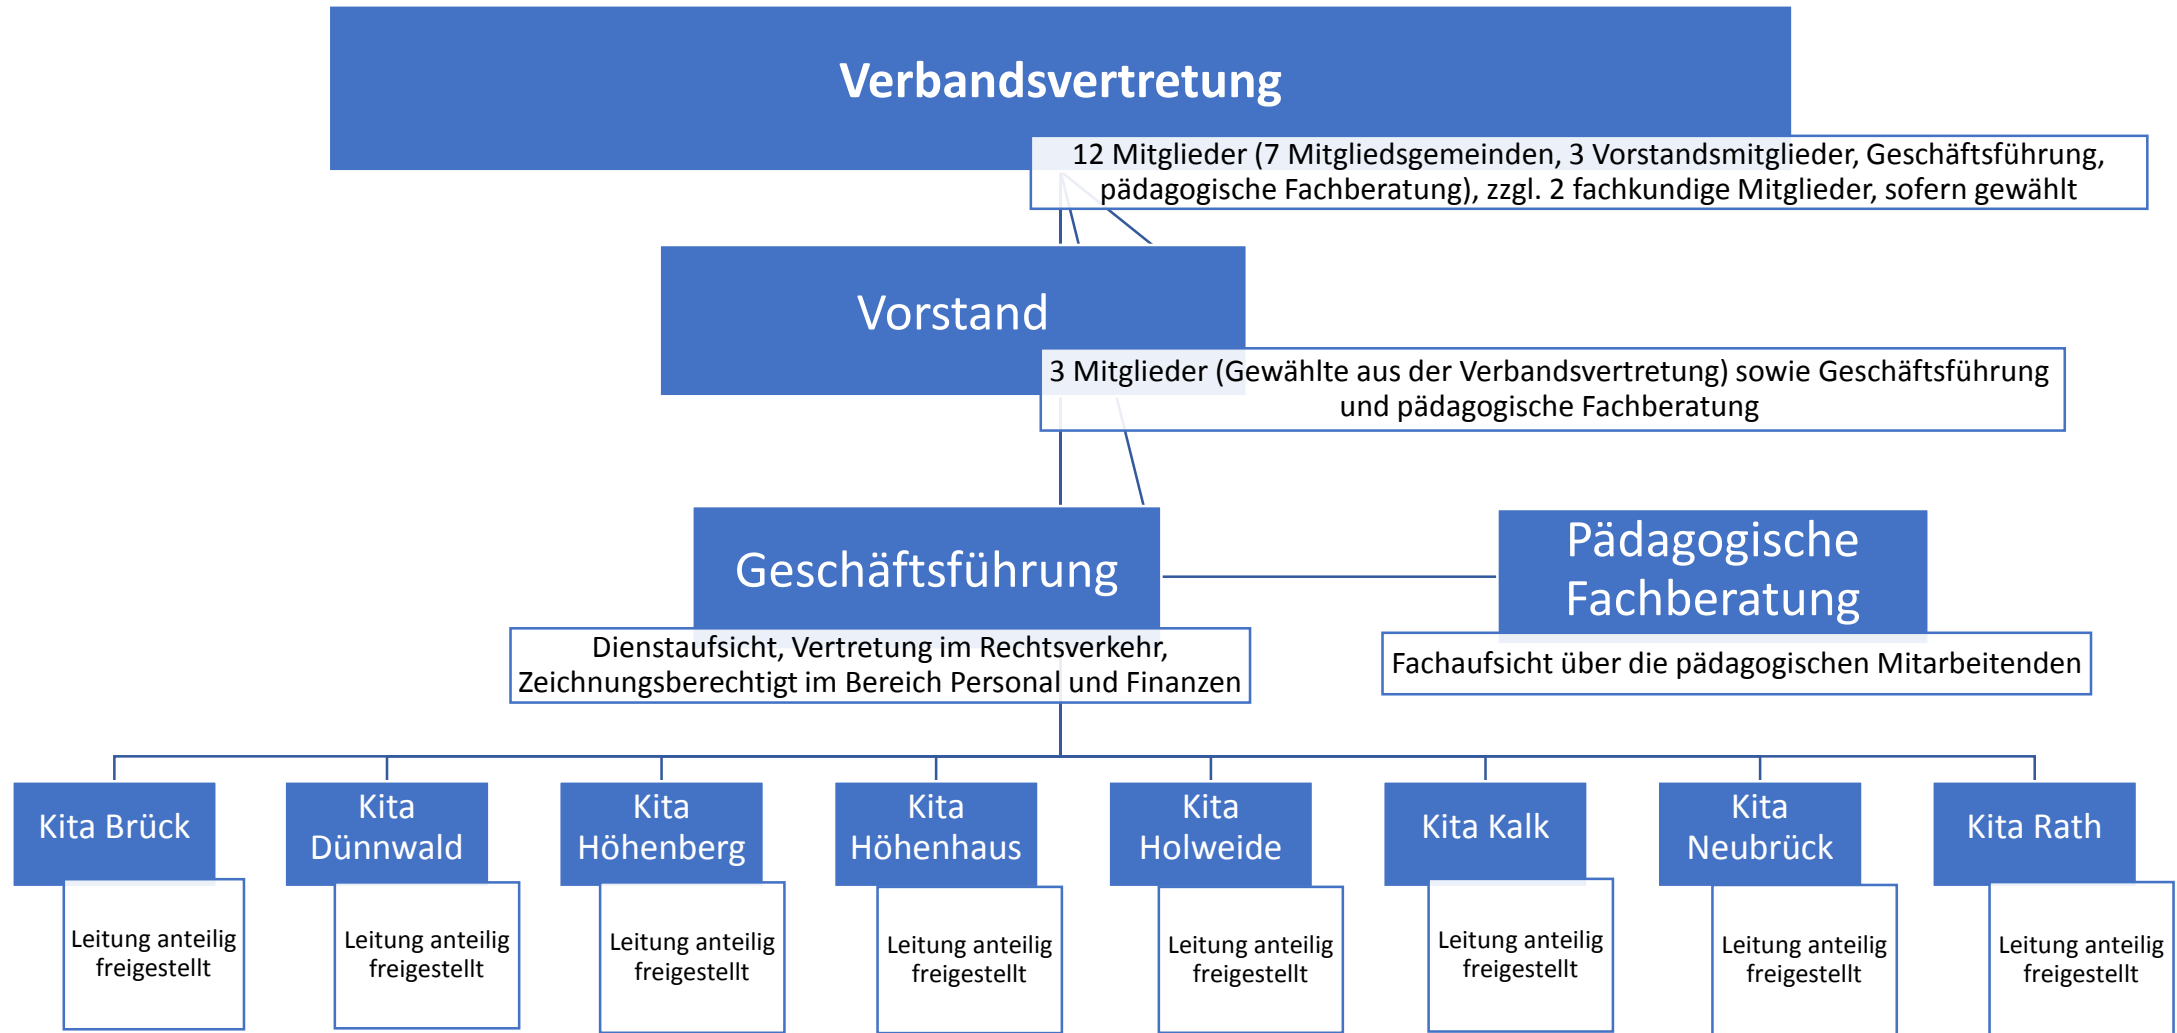 Verbandsvertretung
12 Mitglieder (7 Mitgliedsgemeinden, 3 Vorstandsmitglieder, Geschäftsführung,
pädagogische Fachberatung), zzgl. 2 fachkundige Mitglieder, sofern gewählt
Vorstand
3 Mitglieder (Gewählte aus der Verbandsvertretung) sowie Geschäftsführung
und pädagogische Fachberatung
Geschäftsführung
Dienstaufsicht, Vertretung im Rechtsverkehr,
Zeichnungsberechtigt im Bereich Personal und Finanzen
Pädagogische
Fachberatung
Fachaufsicht über die pädagogischen Mitarbeitenden
Kita Brück
Leitung anteilig
freigestellt
Kita
Dünnwald
Leitung anteilig
freigestellt
Kita
Höhenberg
Leitung anteilig
freigestellt
Kita
Höhenhaus
Leitung anteilig
freigestellt
Kita
Holweide
Leitung anteilig
freigestellt
Kita Kalk
Leitung anteilig
freigestellt
Kita
Neubrück
Leitung anteilig
freigestellt
Kita Rath
Leitung anteilig
freigestellt